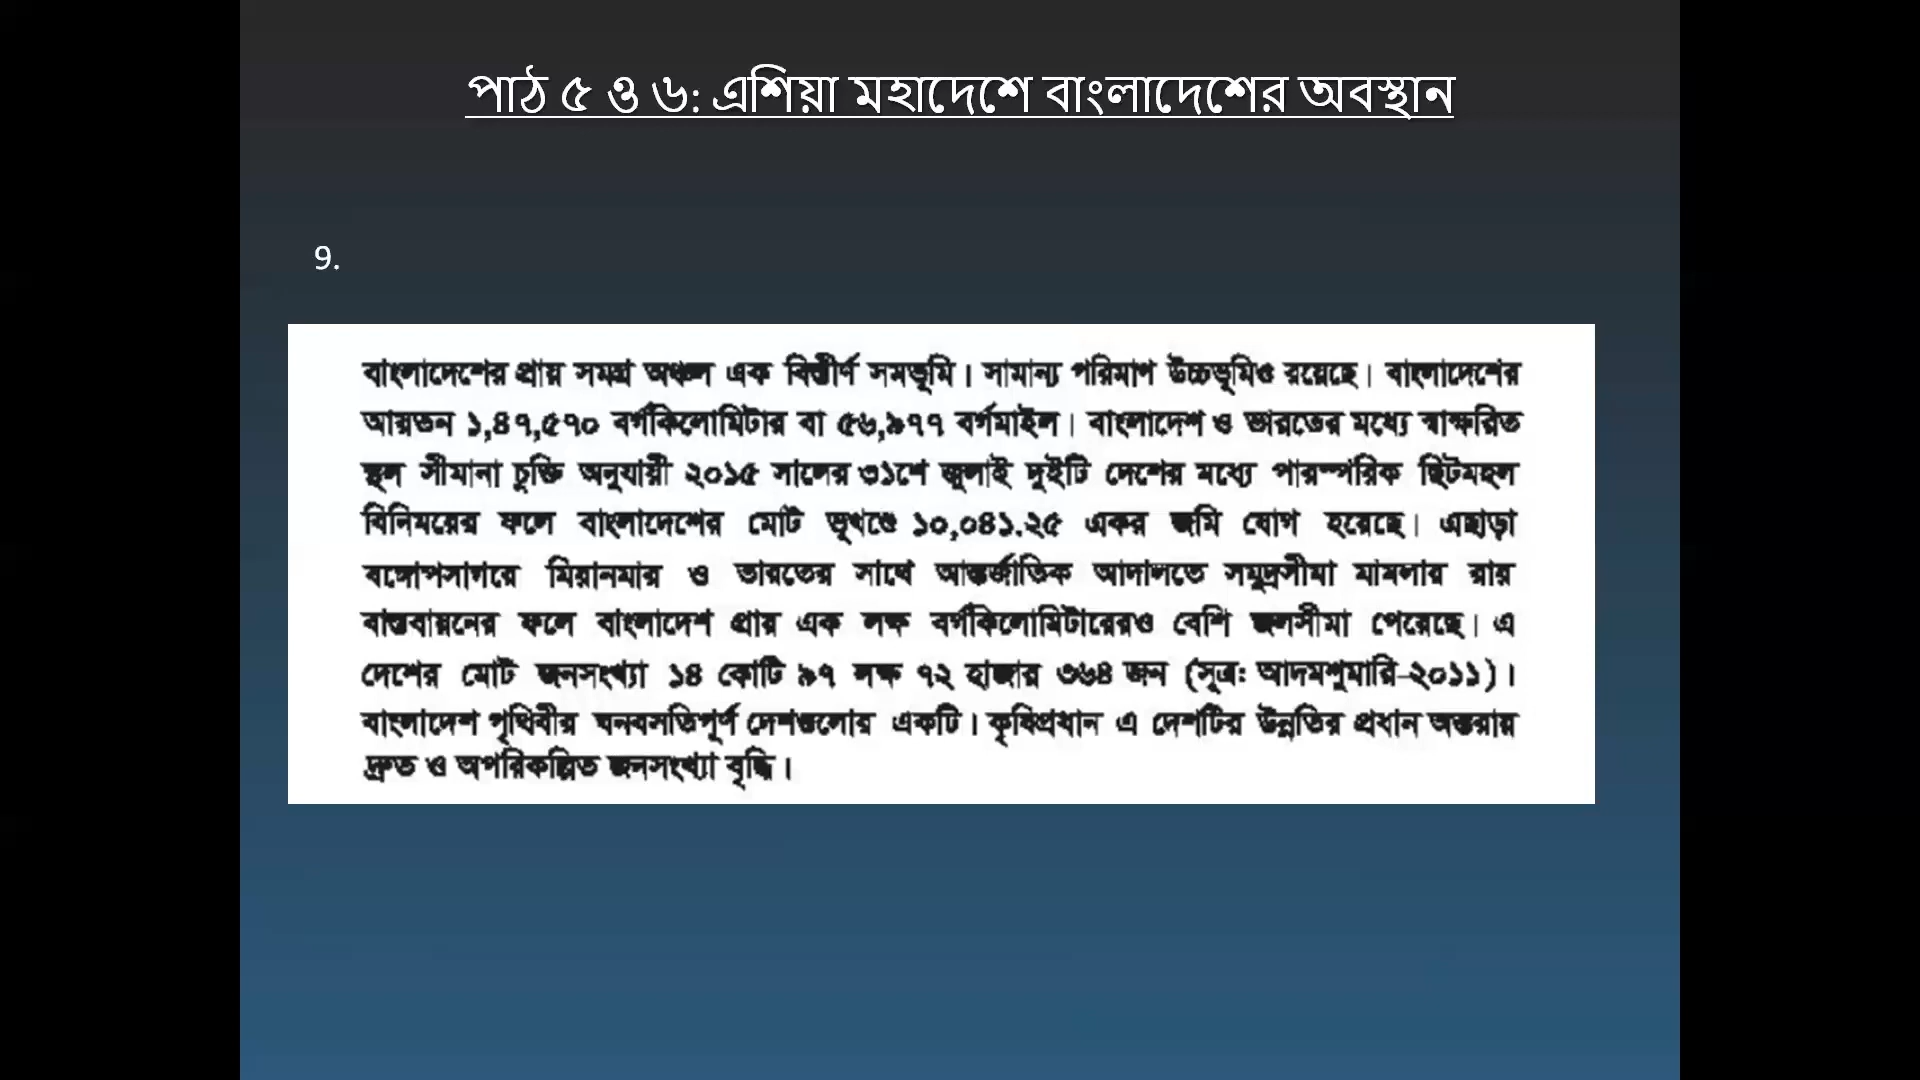 পাঠ ৫ ও ৬: এশিয়া মহাদেশে বাংলাদেশের অবস্থান
9.
বাংলাদেশের প্রায় সমগ্র অঞ্চল এক বিস্তীর্ণ সমভূমি। সামান্য পরিমাণ উচ্চভূমিও রয়েছে। বাংলাদেশের
আয়তন ১,৪৭,৫৭০ বর্গকিলোমিটার বা ৫৬,৯৭৭ বর্গমাইল। বাংলাদেশ ও ভারতের মধ্যে স্বাক্ষরিত
স্থল সীমানা চুক্তি অনুযায়ী ২০১৫ সালের ৩১শে জুলাই দুইটি দেশের মধ্যে পারস্পরিক ছিটমহল
বিনিময়ের ফলে বাংলাদেশের মোট ভূখণ্ডে ১০,০৪১.২৫ একর জমি যোগ হয়েছে। এছাড়া
বঙ্গোপসাগরে মিয়ানমার ও ভারতের সাথে আন্তর্জাতিক আদালতে সমুদ্রসীমা মামলার রায়
বাস্তবায়নের ফলে বাংলাদেশ প্রায় এক লক্ষ বর্গকিলোমিটারেরও বেশি জলসীমা পেয়েছে। এ
দেশের মোট জনসংখ্যা ১৪ কোটি ৯৭ লক্ষ ৭২ হাজার ৩৬৪ জন (সূত্র: আদমশুমারি-২০১১)।
বাংলাদেশ পৃথিবীর ঘনবসতিপূর্ণ দেশগুলোর একটি। কৃষিপ্রধান এ দেশটির উন্নতির প্রধান অন্তরায়
দ্রুত ও অপরিকল্পিত জনসংখ্যা বৃদ্ধি।